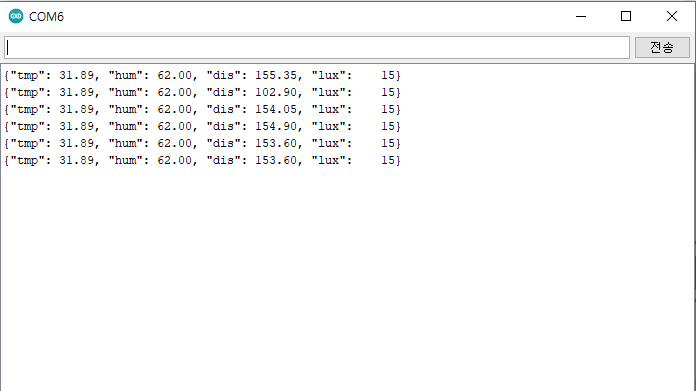 COM6
전송
{"tmp": 31.89, "hum": 62.00, "dis": 155.35, "lux":    15}
{"tmp": 31.89, "hum": 62.00, "dis": 102.90, "lux":    15}
{"tmp": 31.89, "hum": 62.00, "dis": 154.05, "lux":    15}
{"tmp": 31.89, "hum": 62.00, "dis": 154.90, "lux":    15}
{"tmp": 31.89, "hum": 62.00, "dis": 153.60, "lux":    15}
{"tmp": 31.89, "hum": 62.00, "dis": 153.60, "lux":    15}